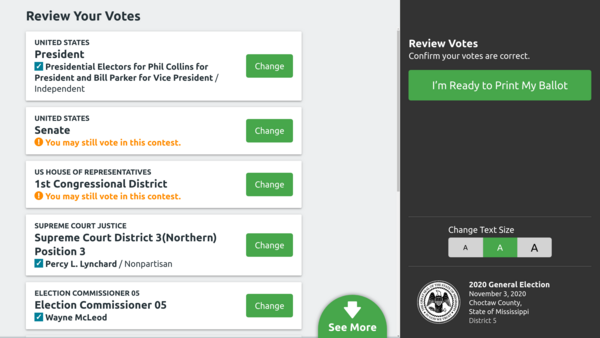 Review Your Votes
UNITED STATES
President
Presidential Electors for Phil Collins for
President and Bill Parker for Vice President /
Independent
Change
UNITED STATES
Senate
You may still vote in this contest.
Change
US HOUSE OF REPRESENTATIVES
1st Congressional District
You may still vote in this contest.
Change
SUPREME COURT JUSTICE
Supreme Court District 3(Northern)
Position 3
Percy L. Lynchard / Nonpartisan
Change
ELECTION COMMISSIONER 05
Election Commissioner 05
Wayne McLeod
Change
See More
Review Votes
Confirm your votes are correct.
I'm Ready to Print My Ballot
Change Text Size
A A A
2020 General Election
November 3, 2020
Choctaw County,
State of Mississippi
District 5